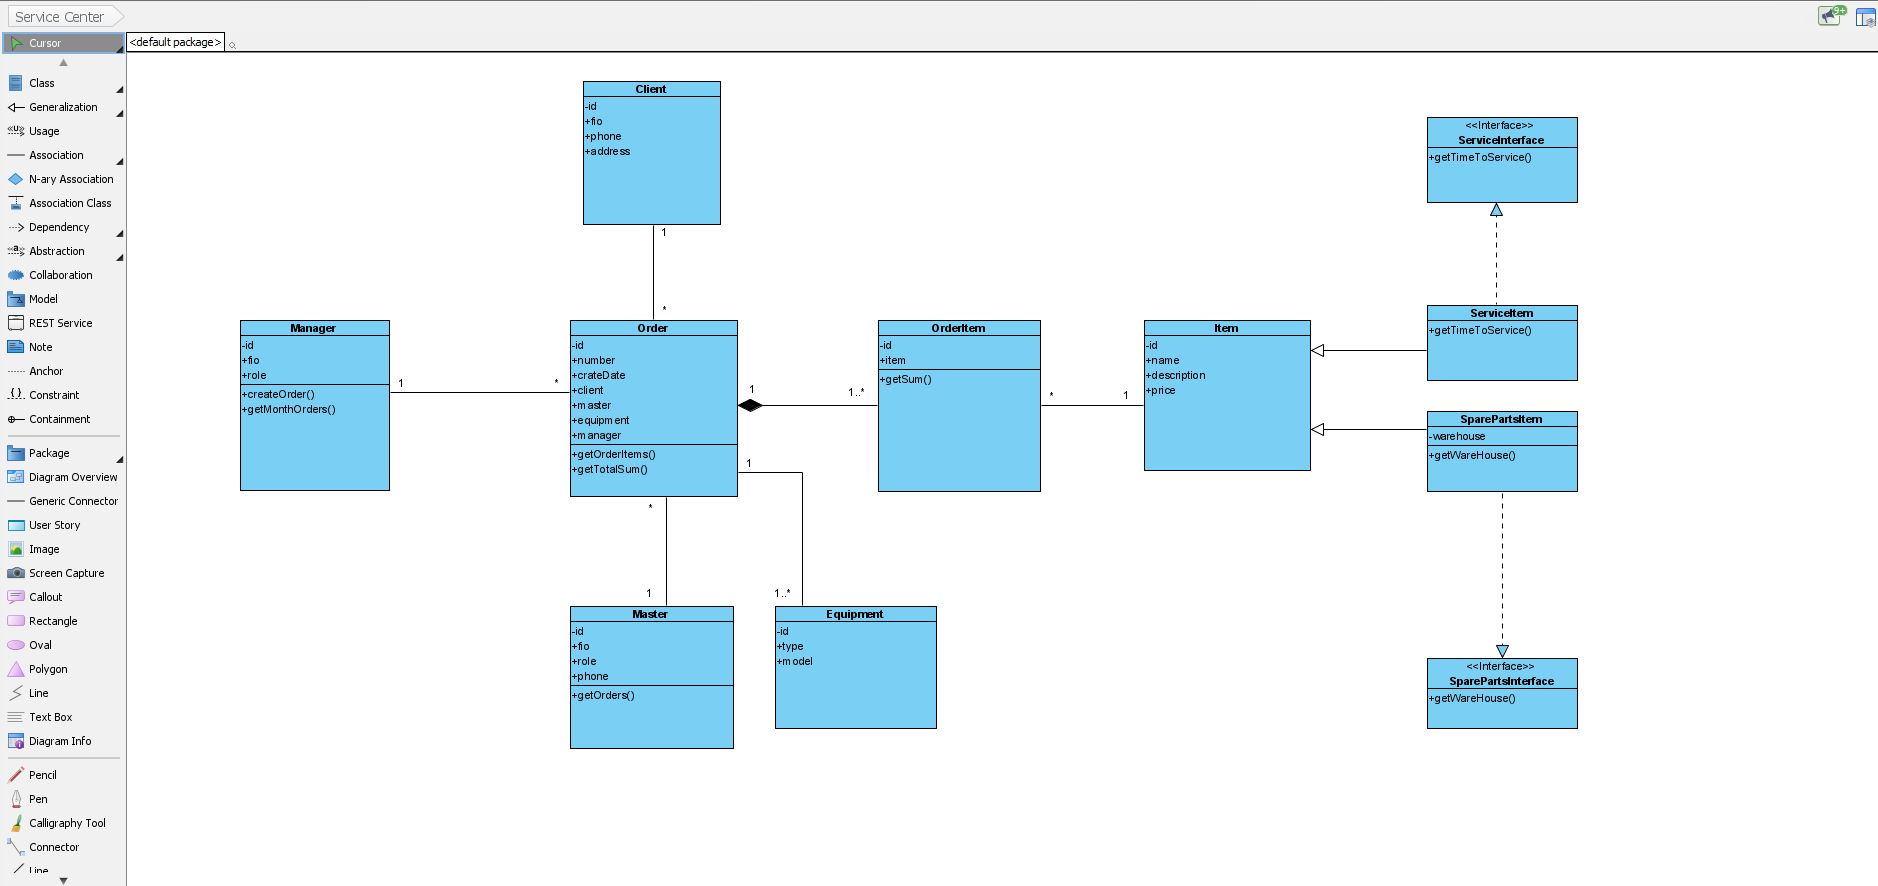 Service Center
9+
Cursor
<default package>
Class
Generalization
Usage
Association
N-ary Association
Association Class
Dependency
Abstraction
Collaboration
Model
REST Service
Note
Anchor
Constraint
Containment
Package
Diagram Overview
Generic Connector
User Story
Image
Screen Capture
Callout
Rectangle
Oval
Polygon
Line
Text Box
Diagram Info
Pencil
Pen
Calligraphy Tool
Connector
Line
Client
-id
+fio
+phone
+address
1
*
Manager
-id
+fio
+role
+createOrder()
+getMonthOrders()
1
*
Order
-id
+number
+crateDate
+client
+master
+equipment
+manager
+getOrderItems()
+getTotalSum()
1
1..*
OrderItem
-id
+item
+getSum()
*
1
Item
-id
+name
+description
+price
<<Interface>>
ServiceInterface
+getTimeToService()
ServiceItem
+getTimeToService()
SparePartsItem
-warehouse
+getWareHouse()
<<Interface>>
SparePartsInterface
+getWareHouse()
*
1
Master
-id
+fio
+role
+phone
+getOrders()
1
1..*
Equipment
-id
+type
+model